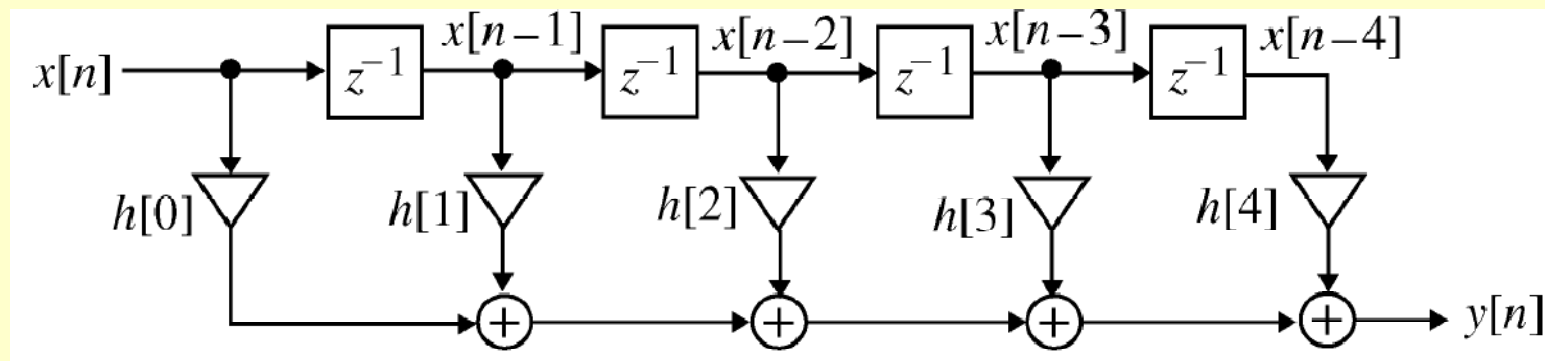 x[n−1] x[n−2] x[n−3] x[n−4]
x[n] z⁻¹ z⁻¹ z⁻¹ z⁻¹
h[0] h[1] h[2] h[3] h[4]
+ + + + y[n]